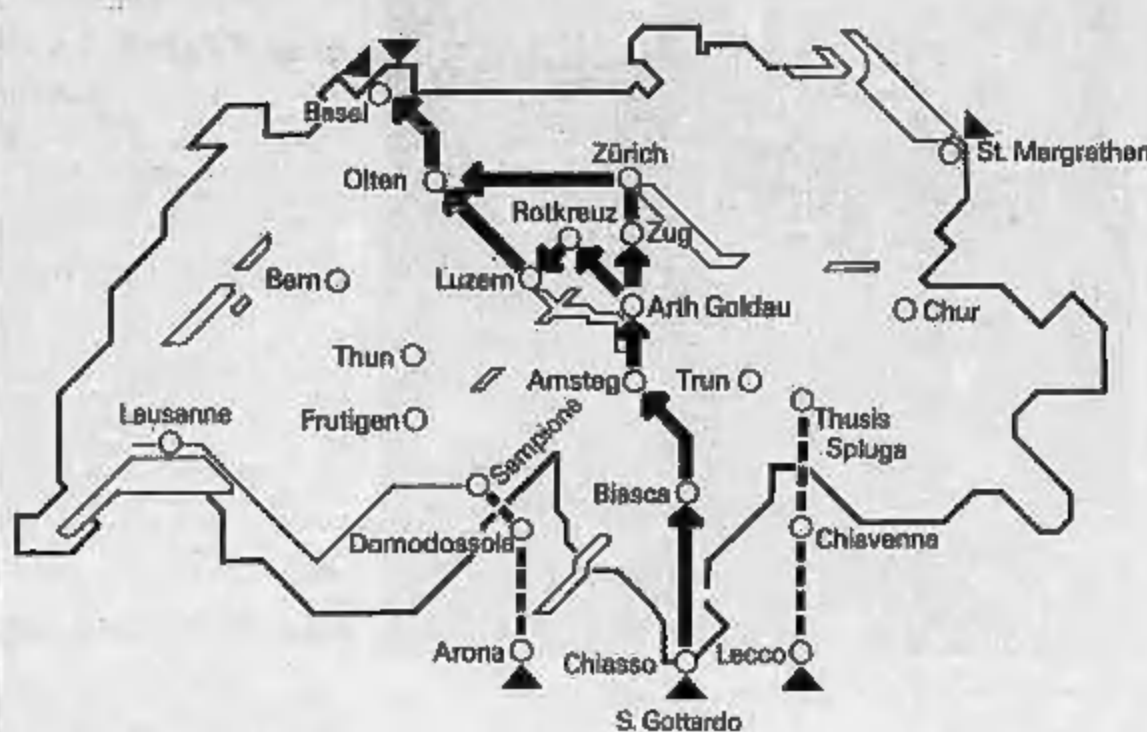 Basel
St. Margrethen
Olten
Zürich
Rotkreuz
Zug
Bern
Luzern
Arth Goldau
Chur
Thun
Amsteg
Trun
Lausanne
Frutigen
Sempione
Thusis
Spluga
Biasca
Domodossola
Chiavenna
Arona
Chiasso
Lecco
S. Gottardo